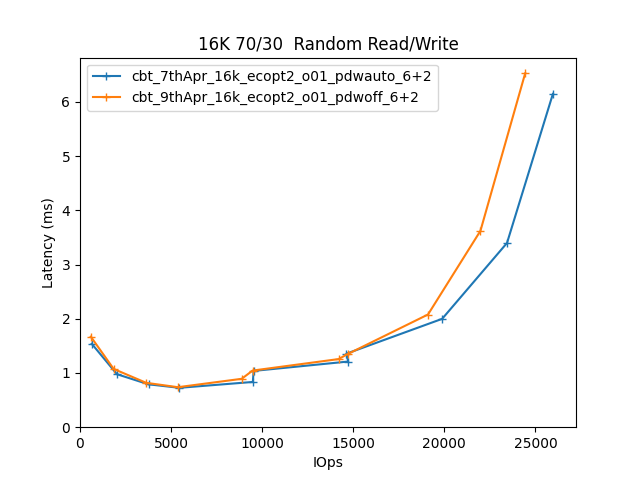 16K 70/30  Random Read/Write
cbt_7thApr_16k_ecopt2_o01_pdwauto_6+2
cbt_9thApr_16k_ecopt2_o01_pdwoff_6+2
Latency (ms)
6
5
4
3
2
1
0
0 5000 10000 15000 20000 25000
IOps